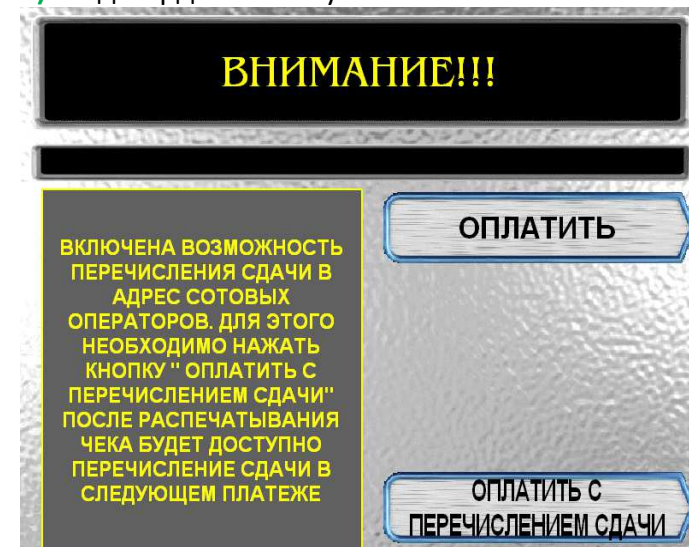 ВНИМАНИЕ!!!
ВКЛЮЧЕНА ВОЗМОЖНОСТЬ
ПЕРЕЧИСЛЕНИЯ СДАЧИ В
АДРЕС СОТОВЫХ
ОПЕРАТОРОВ. ДЛЯ ЭТОГО
НЕОБХОДИМО НАЖАТЬ
КНОПКУ " ОПЛАТИТЬ С
ПЕРЕЧИСЛЕНИЕМ СДАЧИ"
ПОСЛЕ РАСПЕЧАТЫВАНИЯ
ЧЕКА БУДЕТ ДОСТУПНО
ПЕРЕЧИСЛЕНИЕ СДАЧИ В
СЛЕДУЮЩЕМ ПЛАТЕЖЕ
ОПЛАТИТЬ
ОПЛАТИТЬ С
ПЕРЕЧИСЛЕНИЕМ СДАЧИ